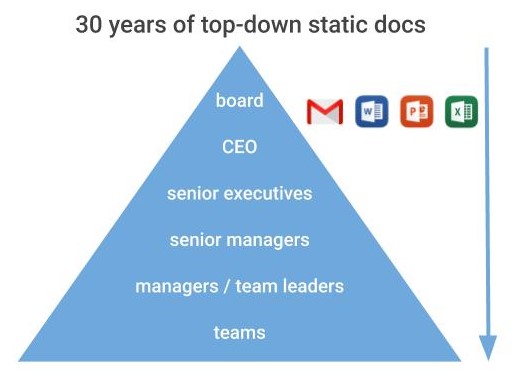 30 years of top-down static docs
board
CEO
senior executives
senior managers
managers / team leaders
teams